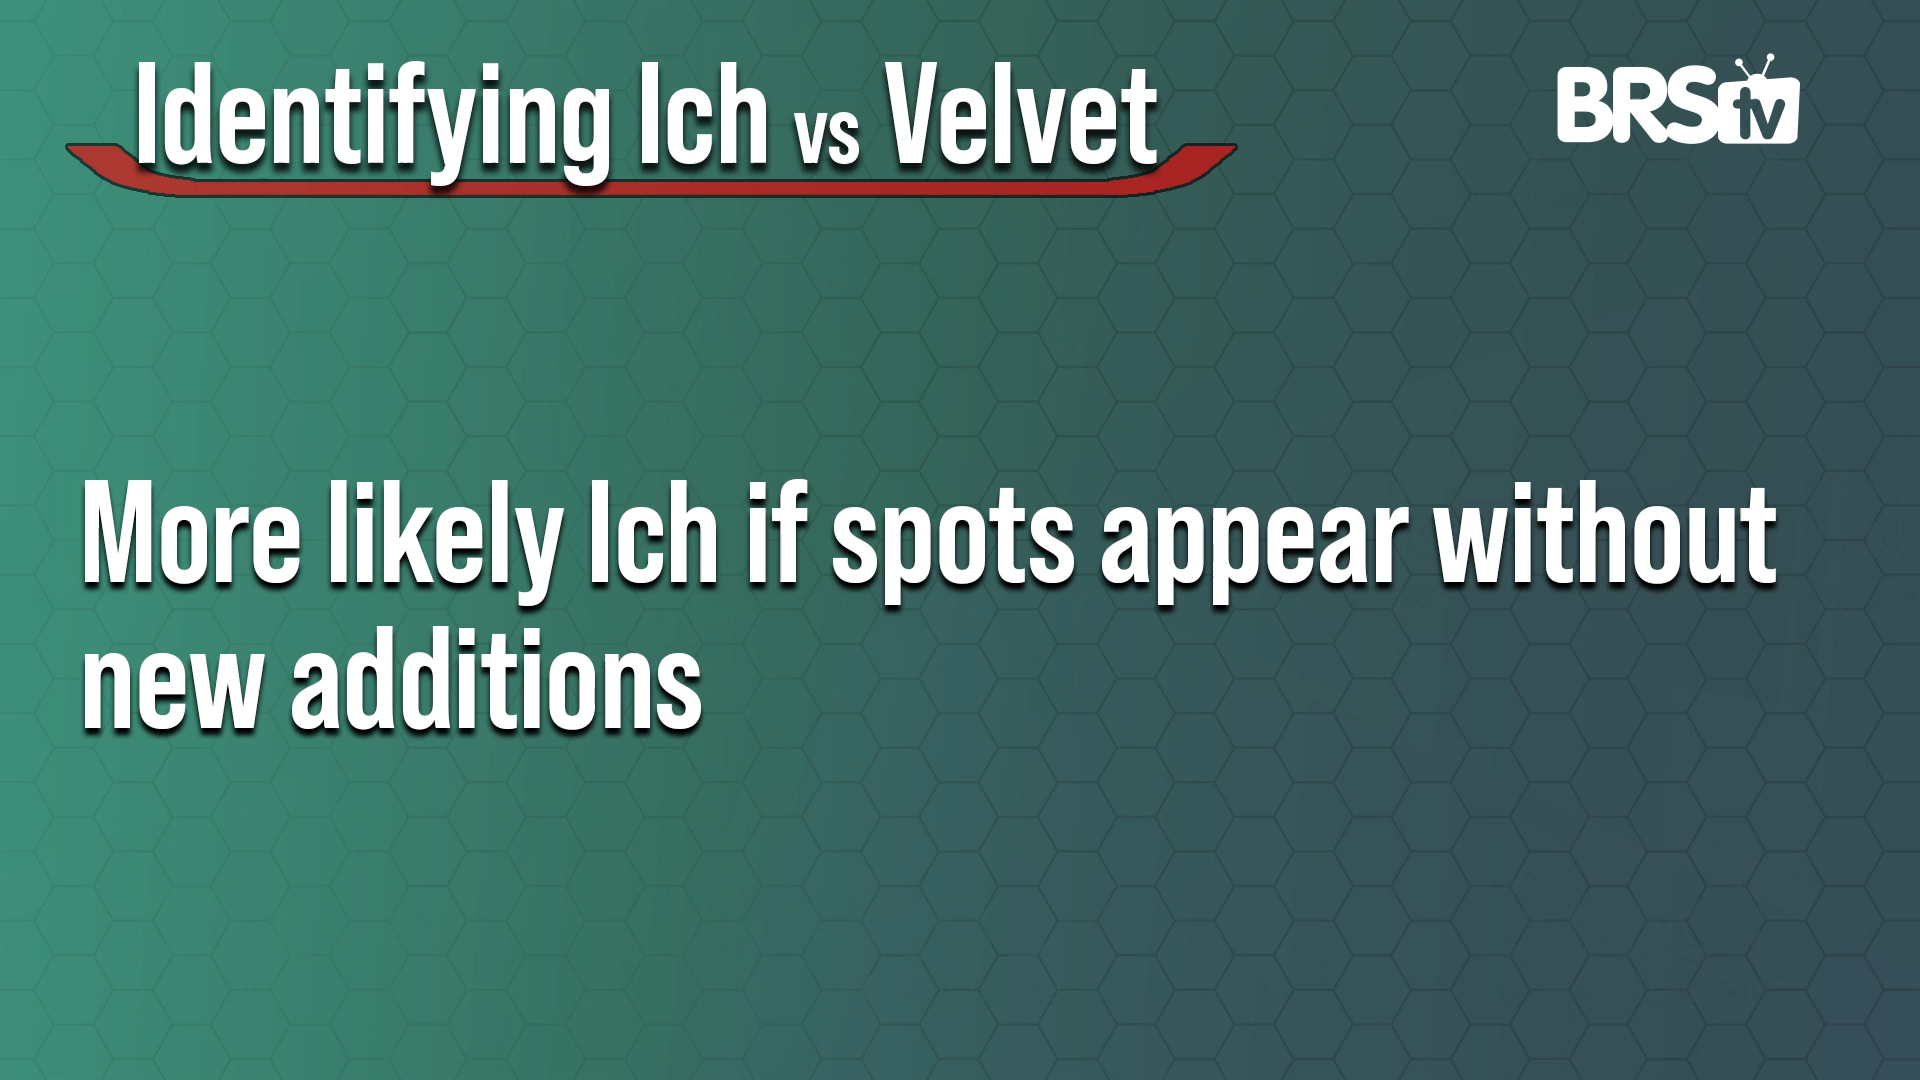 Identifying Ich vs Velvet
BRStv
More likely Ich if spots appear without
new additions